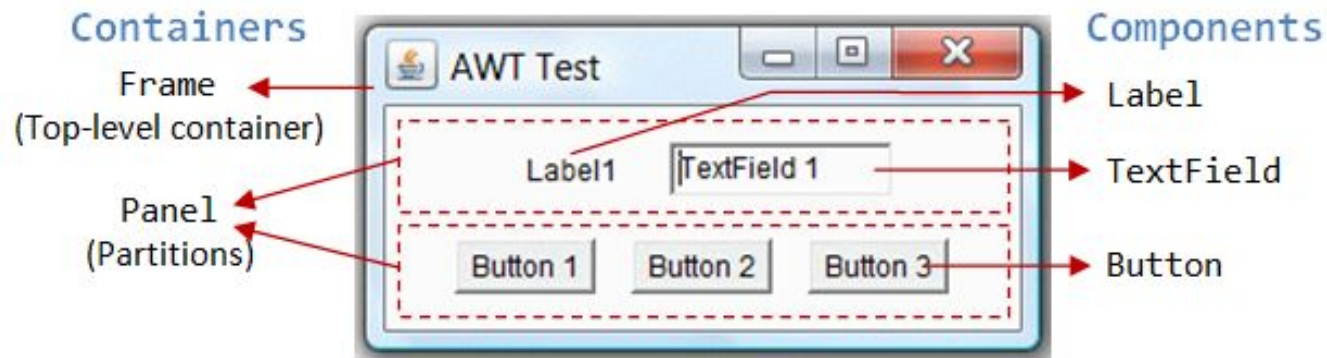 Containers
Components
AWT Test
Frame
(Top-level container)
Label
Label1
TextField 1
TextField
Panel
(Partitions)
Button 1
Button 2
Button 3
Button